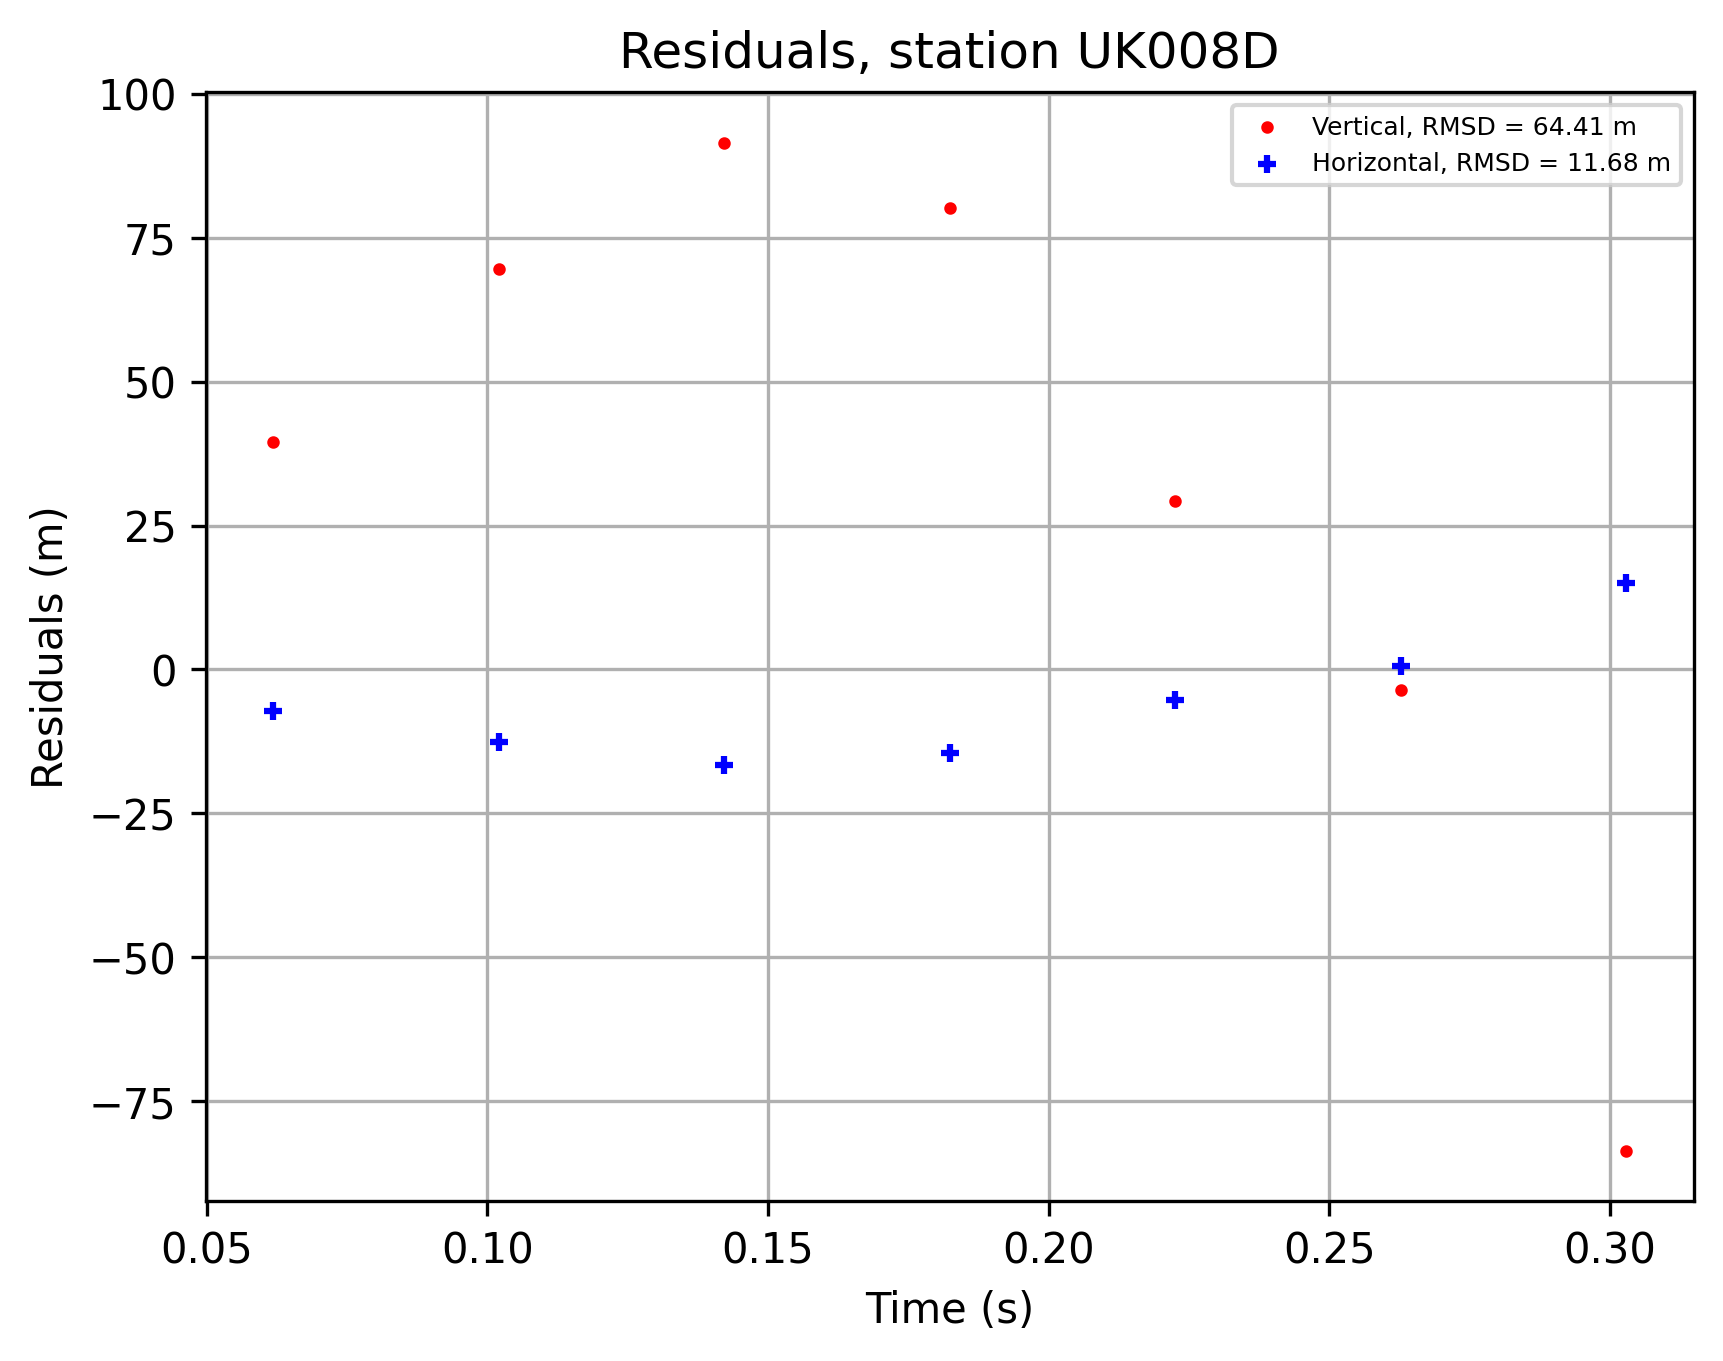 Residuals, station UK008D
Vertical, RMSD = 64.41 m
Horizontal, RMSD = 11.68 m
100
75
50
25
0
−25
−50
−75
Residuals (m)
0.05 0.10 0.15 0.20 0.25 0.30
Time (s)